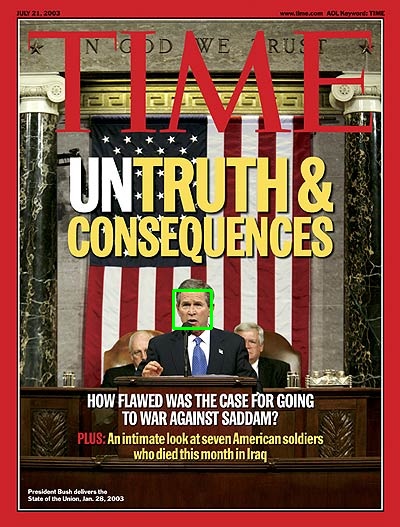 JULY 21, 2003
www.time.com AOL Keyword: TIME
IN GOD WE TRUST
TIME
UNTRUTH &
CONSEQUENCES
HOW FLAWED WAS THE CASE FOR GOING
TO WAR AGAINST SADDAM?
PLUS: An intimate look at seven American soldiers
who died this month in Iraq
President Bush delivers the
State of the Union, Jan. 28, 2003